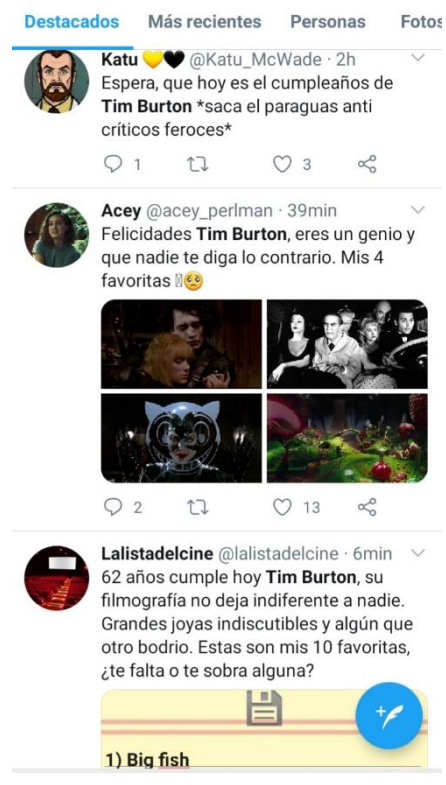 Destacados Más recientes Personas Fotos
Katu 💛🖤 @Katu_McWade · 2h
Espera, que hoy es el cumpleaños de
Tim Burton *saca el paraguas anti
críticos feroces*
1 3
Acey @acey_perlman · 39min
Felicidades Tim Burton, eres un genio y
que nadie te diga lo contrario. Mis 4
favoritas 🥺
2 13
Lalistadelcine @lalistadelcine · 6min
62 años cumple hoy Tim Burton, su
filmografía no deja indiferente a nadie.
Grandes joyas indiscutibles y algún que
otro bodrio. Estas son mis 10 favoritas,
¿te falta o te sobra alguna?
1) Big fish